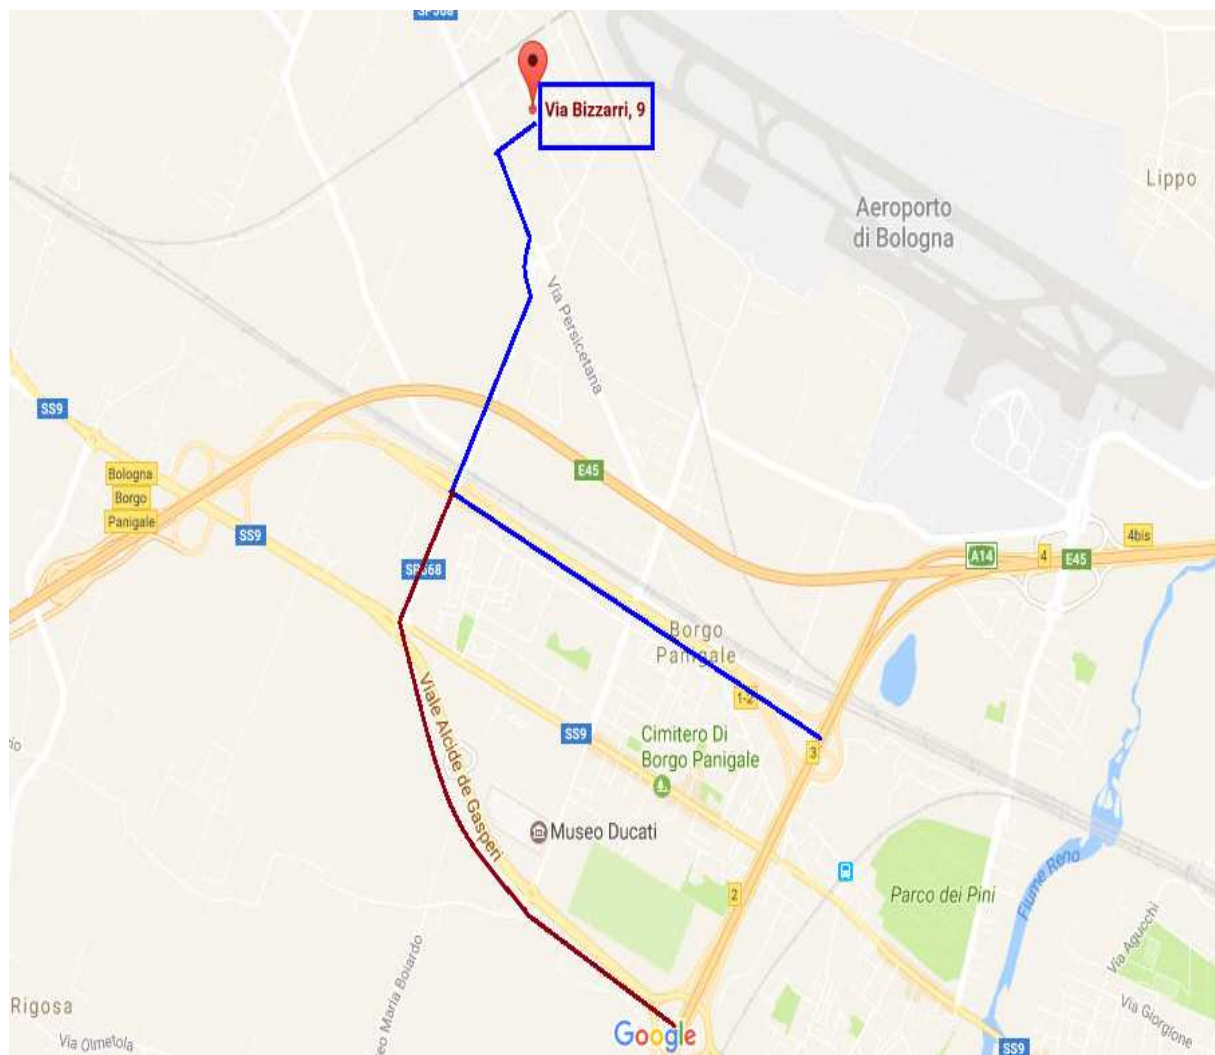 SP568
Via Bizzarri, 9
Lippo
Aeroporto
di Bologna
Via Persicetana
SS9
E45
Bologna
Borgo
Panigale
SS9
4bis
A14
4
E45
SP568
Borgo
Panigale
1-2
Viale Alcide de Gasperi
SS9
Cimitero Di
Borgo Panigale
3
Museo Ducati
2
Parco dei Pini
Fiume Reno
Via Agucchi
Rigosa
Maria Boiardo
Via Giorgione
Google
Via Olmetola
SS9